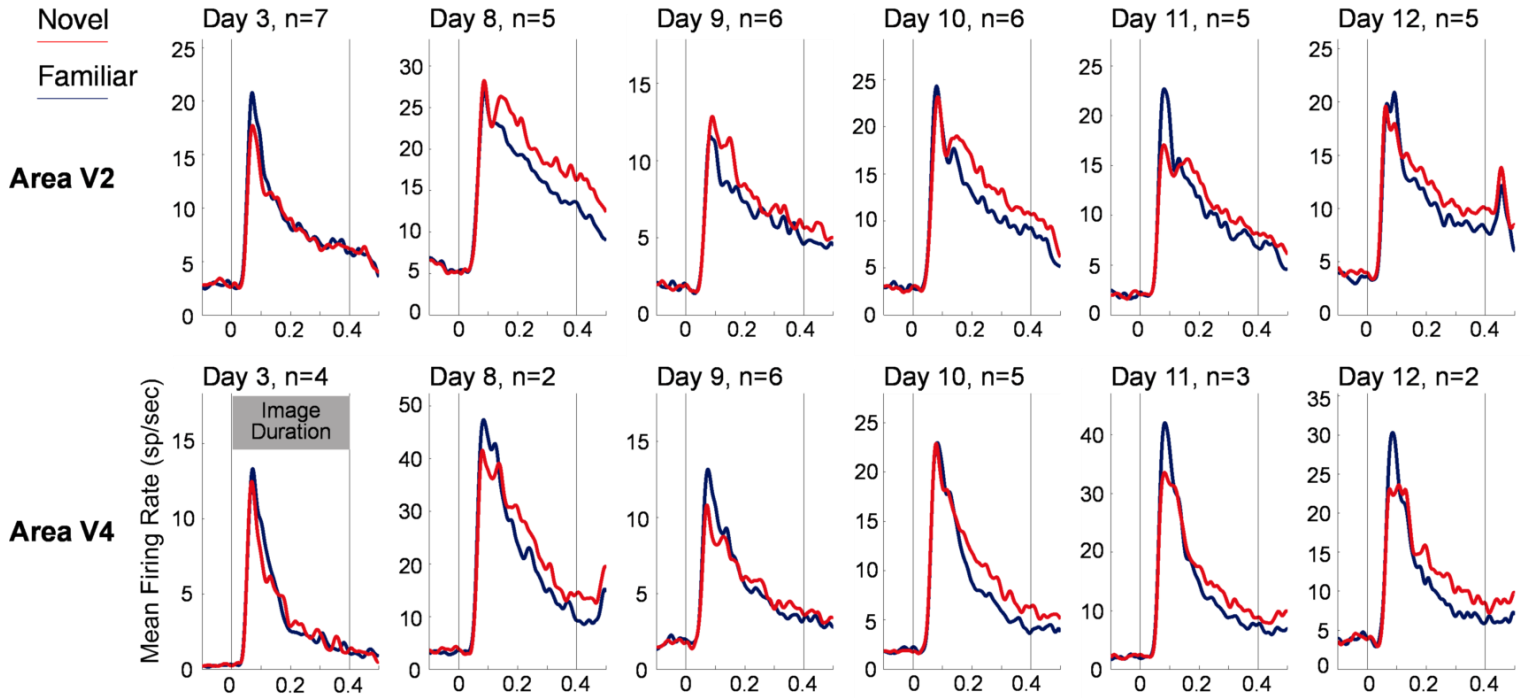 Novel
Familiar
Area V2
Day 3, n=7
25
20
15
10
5
0
0 0.2 0.4
Day 8, n=5
30
25
20
15
10
5
0
0 0.2 0.4
Day 9, n=6
15
10
5
0
0 0.2 0.4
Day 10, n=6
25
20
15
10
5
0
0 0.2 0.4
Day 11, n=5
25
20
15
10
5
0
0 0.2 0.4
Day 12, n=5
25
20
15
10
5
0
0 0.2 0.4
Area V4
Mean Firing Rate (sp/sec)
Day 3, n=4
Image
Duration
15
10
5
0
0 0.2 0.4
Day 8, n=2
50
40
30
20
10
0
0 0.2 0.4
Day 9, n=6
15
10
5
0
0 0.2 0.4
Day 10, n=5
25
20
15
10
5
0
0 0.2 0.4
Day 11, n=3
40
30
20
10
0
0 0.2 0.4
Day 12, n=2
35
30
25
20
15
10
5
0
0 0.2 0.4